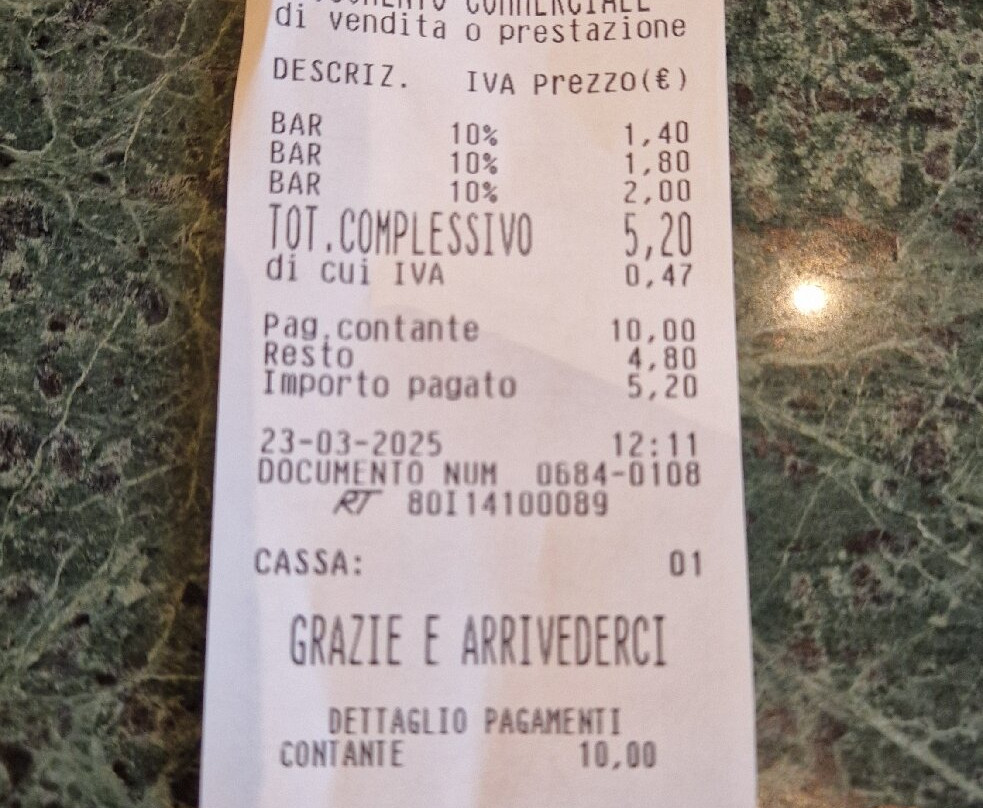 COMMERCIALE
di vendita o prestazione
DESCRIZ. IVA Prezzo(€)
BAR 10% 1,40
BAR 10% 1,80
BAR 10% 2,00
TOT.COMPLESSIVO 5,20
di cui IVA 0,47
Pag.contante 10,00
Resto 4,80
Importo pagato 5,20
23-03-2025 12:11
DOCUMENTO NUM 0684-0108
RT 80I14100089
CASSA: 01
GRAZIE E ARRIVEDERCI
DETTAGLIO PAGAMENTI
CONTANTE 10,00